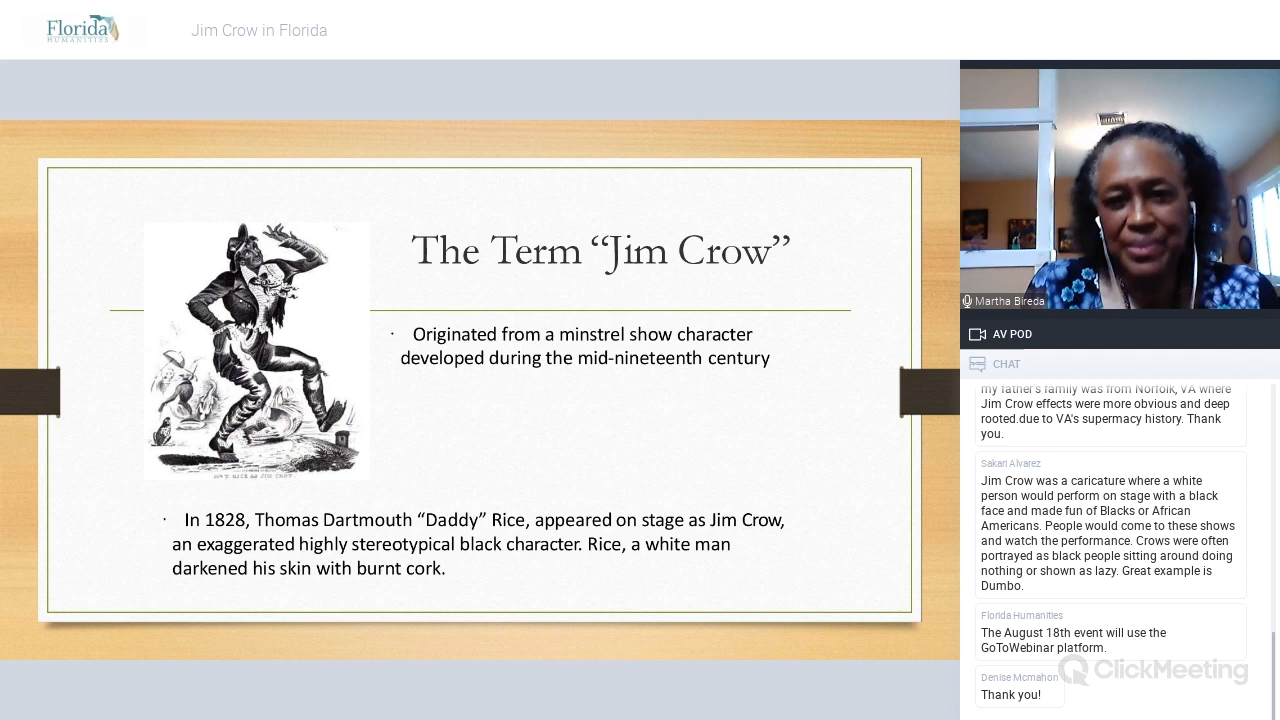 Florida
HUMANITIES
Jim Crow in Florida
The Term “Jim Crow”
· Originated from a minstrel show character
developed during the mid-nineteenth century
· In 1828, Thomas Dartmouth “Daddy” Rice, appeared on stage as Jim Crow,
an exaggerated highly stereotypical black character. Rice, a white man
darkened his skin with burnt cork.
Martha Bireda
AV POD
CHAT
my father's family was from Norfolk, VA where
Jim Crow effects were more obvious and deep
rooted.due to VA's supermacy history. Thank
you.
Sakari Alvarez
Jim Crow was a caricature where a white
person would perform on stage with a black
face and made fun of Blacks or African
Americans. People would come to these shows
and watch the performance. Crows were often
portrayed as black people sitting around doing
nothing or shown as lazy. Great example is
Dumbo.
Florida Humanities
The August 18th event will use the
GoToWebinar platform.
Denise Mcmahon
Thank you!
ClickMeeting